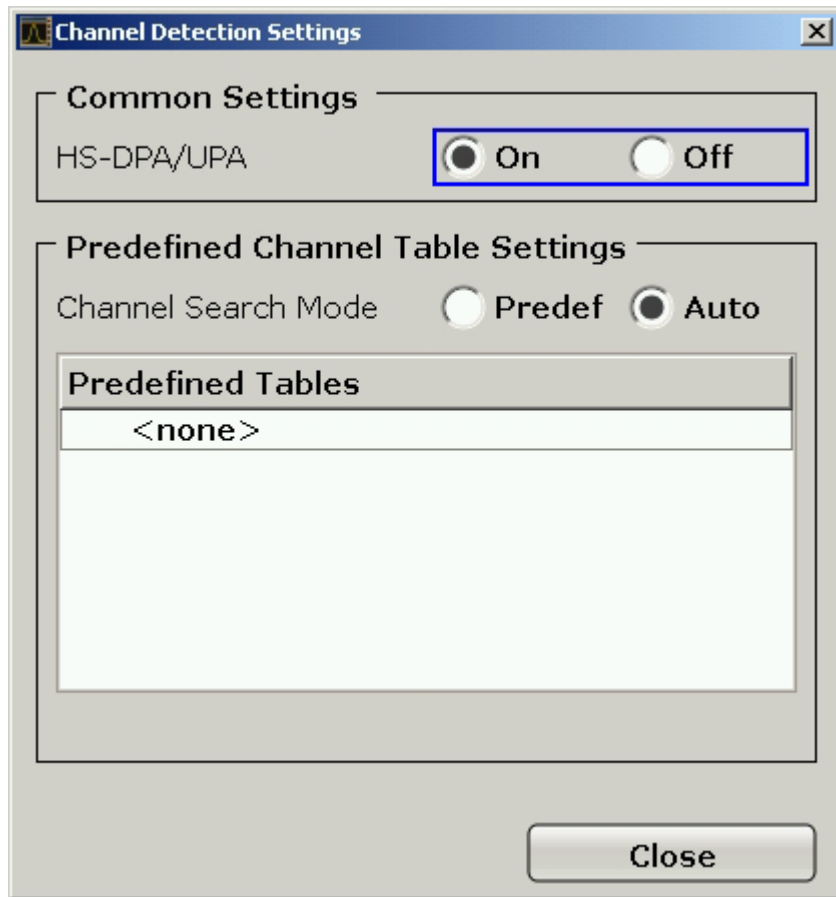 Channel Detection Settings
Common Settings
HS-DPA/UPA On Off
Predefined Channel Table Settings
Channel Search Mode Predef Auto
Predefined Tables
<none>
Close